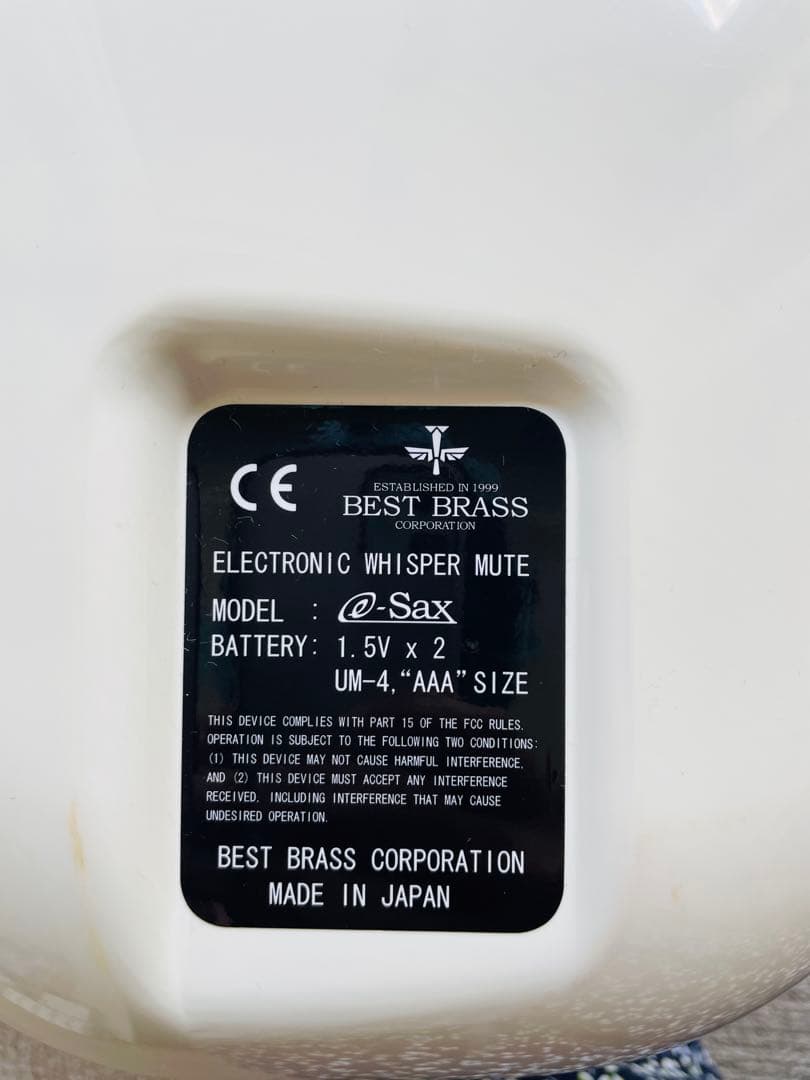 CE
ESTABLISHED IN 1999
BEST BRASS
CORPORATION
ELECTRONIC WHISPER MUTE
MODEL : e-Sax
BATTERY: 1.5V x 2
UM-4, “AAA” SIZE
THIS DEVICE COMPLIES WITH PART 15 OF THE FCC RULES.
OPERATION IS SUBJECT TO THE FOLLOWING TWO CONDITIONS:
(1) THIS DEVICE MAY NOT CAUSE HARMFUL INTERFERENCE,
AND (2) THIS DEVICE MUST ACCEPT ANY INTERFERENCE
RECEIVED, INCLUDING INTERFERENCE THAT MAY CAUSE
UNDESIRED OPERATION.
BEST BRASS CORPORATION
MADE IN JAPAN